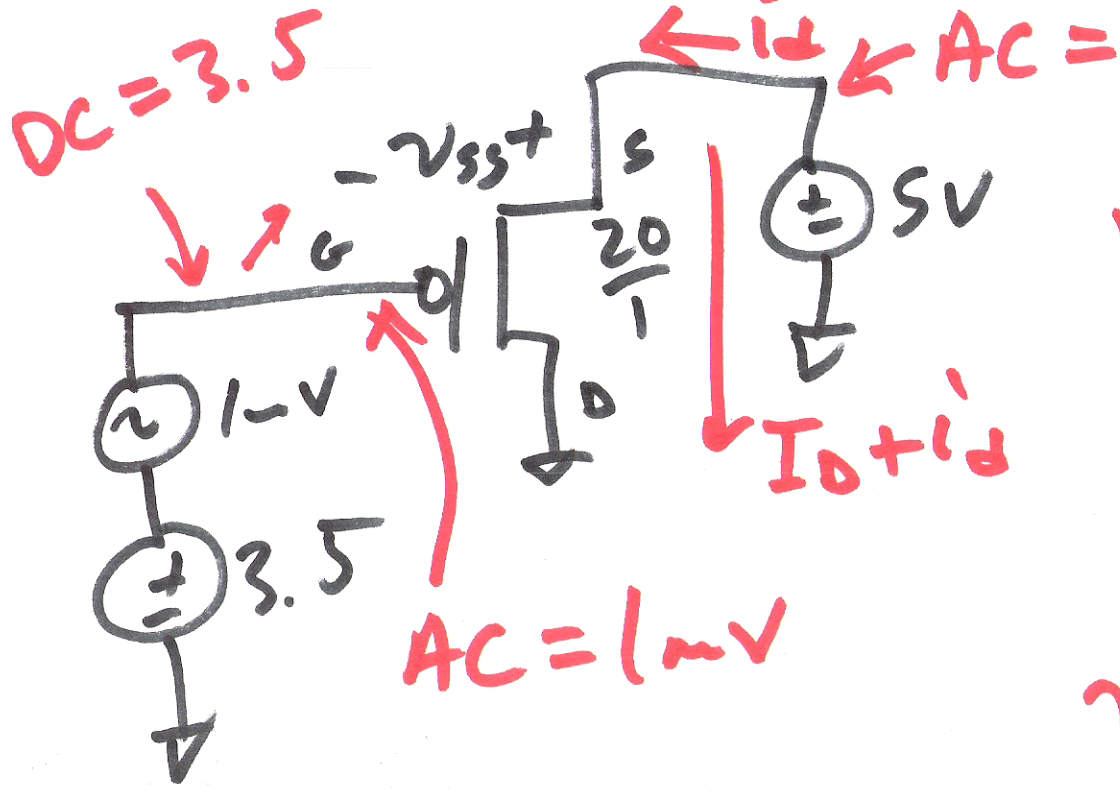 DC = 3.5
id
AC =
- Vsg +
S
5V
G
20
1
1mV
D
ID + id
3.5
AC = 1mV